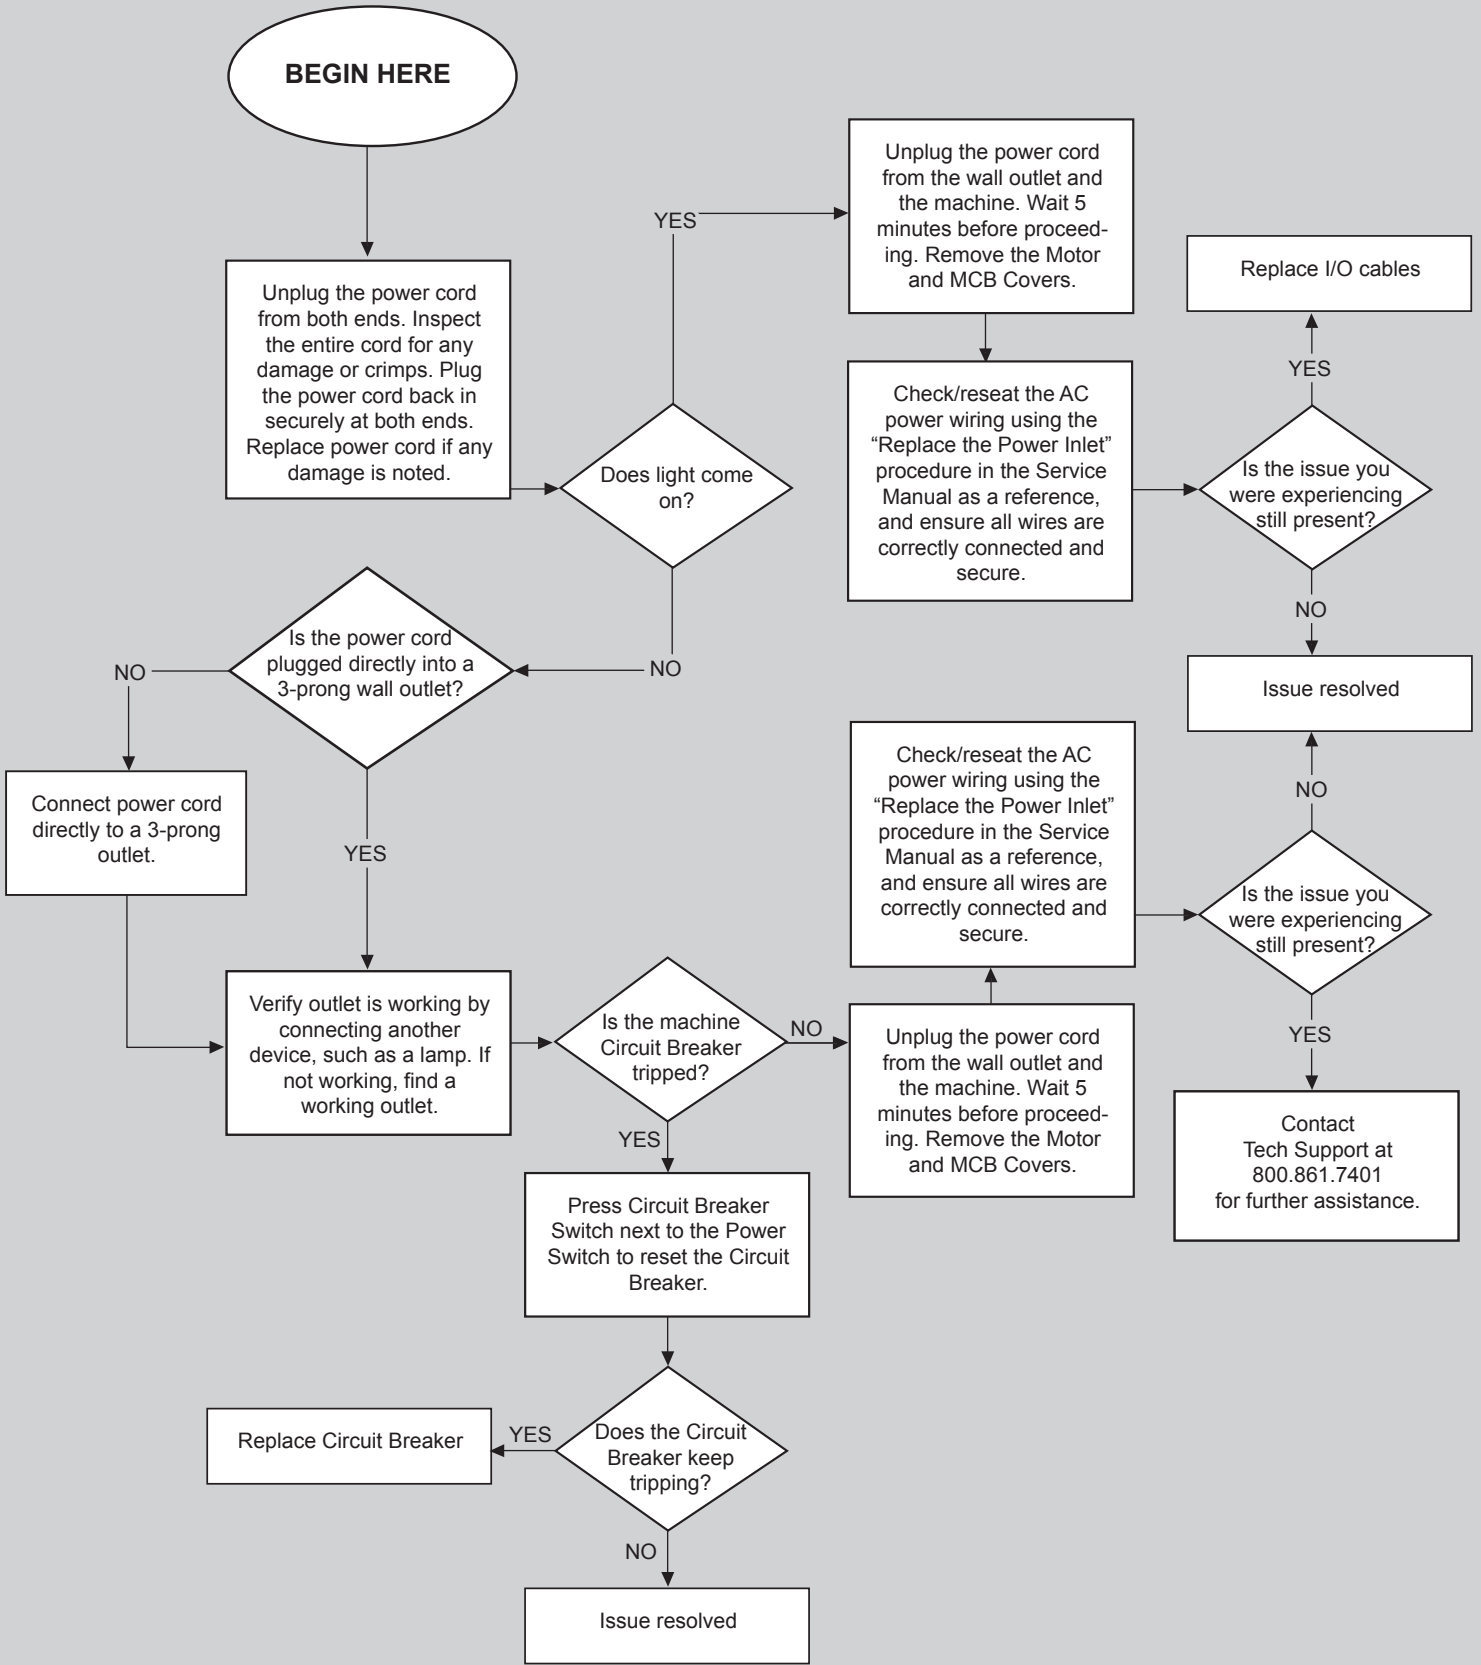 BEGIN HERE
Unplug the power cord
from both ends. Inspect
the entire cord for any
damage or crimps. Plug
the power cord back in
securely at both ends.
Replace power cord if any
damage is noted.
Does light come
on?
YES
Unplug the power cord
from the wall outlet and
the machine. Wait 5
minutes before proceed-
ing. Remove the Motor
and MCB Covers.
Check/reseat the AC
power wiring using the
“Replace the Power Inlet”
procedure in the Service
Manual as a reference,
and ensure all wires are
correctly connected and
secure.
Is the issue you
were experiencing
still present?
YES
Replace I/O cables
NO
Issue resolved
NO
Is the power cord
plugged directly into a
3-prong wall outlet?
NO
Connect power cord
directly to a 3-prong
outlet.
YES
Verify outlet is working by
connecting another
device, such as a lamp. If
not working, find a
working outlet.
Is the machine
Circuit Breaker
tripped?
NO
Unplug the power cord
from the wall outlet and
the machine. Wait 5
minutes before proceed-
ing. Remove the Motor
and MCB Covers.
Check/reseat the AC
power wiring using the
“Replace the Power Inlet”
procedure in the Service
Manual as a reference,
and ensure all wires are
correctly connected and
secure.
Is the issue you
were experiencing
still present?
NO
YES
Contact
Tech Support at
800.861.7401
for further assistance.
YES
Press Circuit Breaker
Switch next to the Power
Switch to reset the Circuit
Breaker.
Does the Circuit
Breaker keep
tripping?
YES
Replace Circuit Breaker
NO
Issue resolved